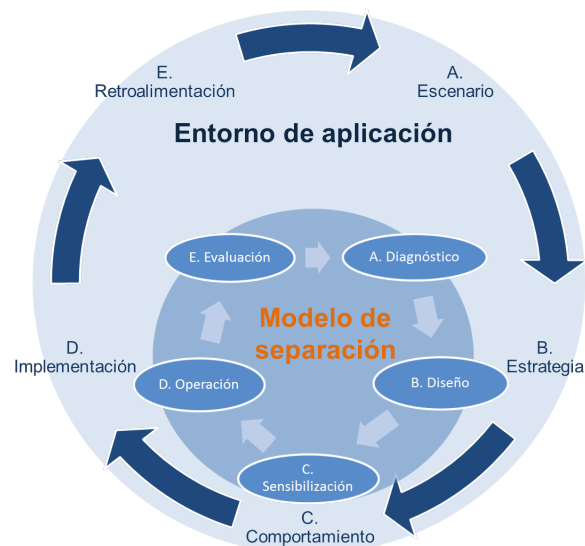 E.
Retroalimentación
A.
Escenario
Entorno de aplicación
E. Evaluación
A. Diagnóstico
Modelo de
separación
D.
Implementación
B.
Estrategia
D. Operación
B. Diseño
C.
Sensibilización
C.
Comportamiento